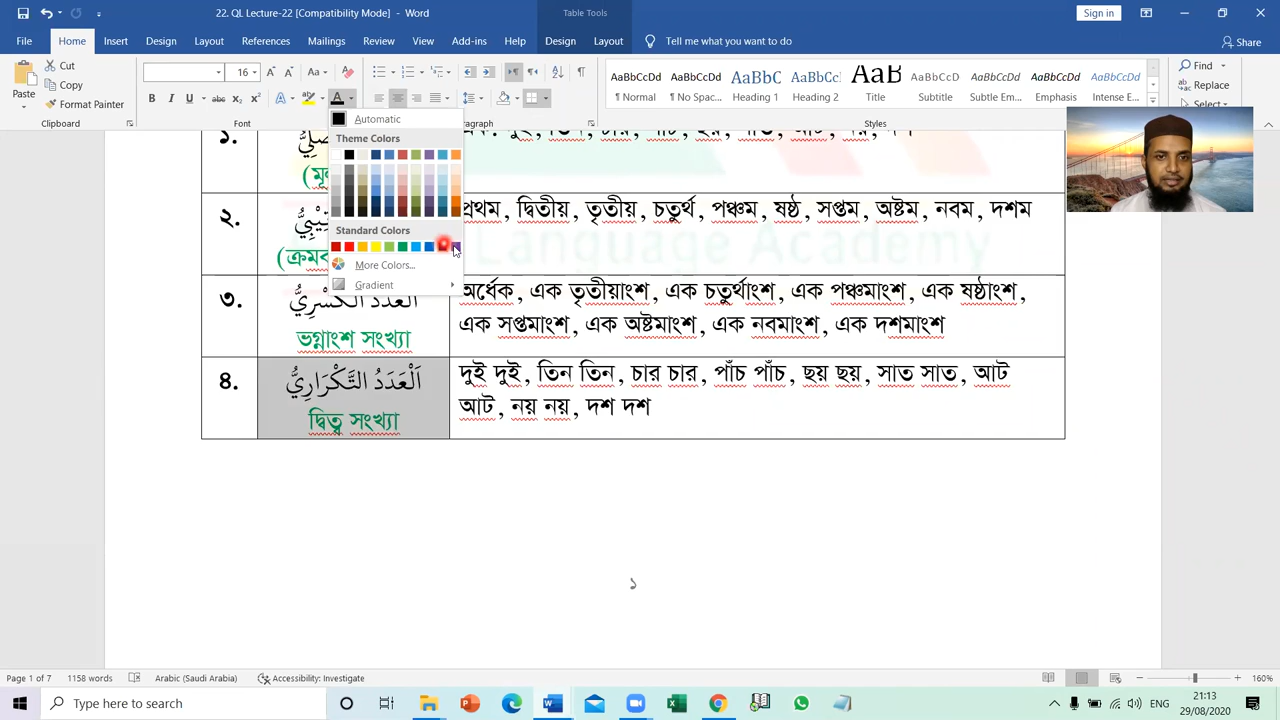 22. QL Lecture-22 [Compatibility Mode] - Word
Table Tools
Sign in
File Home Insert Design Layout References Mailings Review View Add-ins Help Design Layout Tell me what you want to do
Share
Paste
Cut
Copy
Format Painter
Clipboard
16
Font
Paragraph
AaBbCcDd AaBbCcDd AaBbC AaBbCc AaB AaBbCcD AaBbCcDd AaBbCcDd AaBbCcDd
¶ Normal ¶ No Spac... Heading 1 Heading 2 Title Subtitle Subtle Em... Emphasis Intense E...
Styles
Find
Replace
Select
Automatic
Theme Colors
Standard Colors
More Colors...
Gradient
১.
২. প্রথম, দ্বিতীয়, তৃতীয়, চতুর্থ, পঞ্চম, ষষ্ঠ, সপ্তম, অষ্টম, নবম, দশম
Language Academy
৩. اَلْعَدَدُ الْكَسْرِيُّ
ভগ্নাংশ সংখ্যা
অর্ধেক, এক তৃতীয়াংশ, এক চতুর্থাংশ, এক পঞ্চমাংশ, এক ষষ্ঠাংশ,
এক সপ্তমাংশ, এক অষ্টমাংশ, এক নবমাংশ, এক দশমাংশ
৪. اَلْعَدَدُ التَّكْرَارِيُّ
দ্বিত্ব সংখ্যা
দুই দুই, তিন তিন, চার চার, পাঁচ পাঁচ, ছয় ছয়, সাত সাত, আট
আট, নয় নয়, দশ দশ
১
Page 1 of 7 1158 words Arabic (Saudi Arabia) Accessibility: Investigate 160%
Type here to search
ENG
21:13
29/08/2020